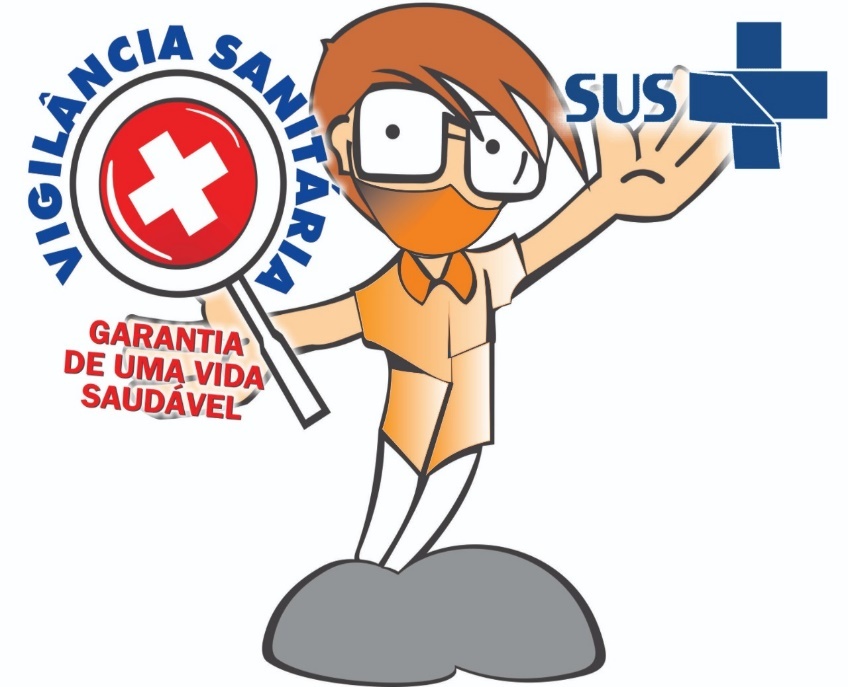 VIGILÂNCIA SANITÁRIA
SUS
GARANTIA
DE UMA VIDA
SAUDÁVEL